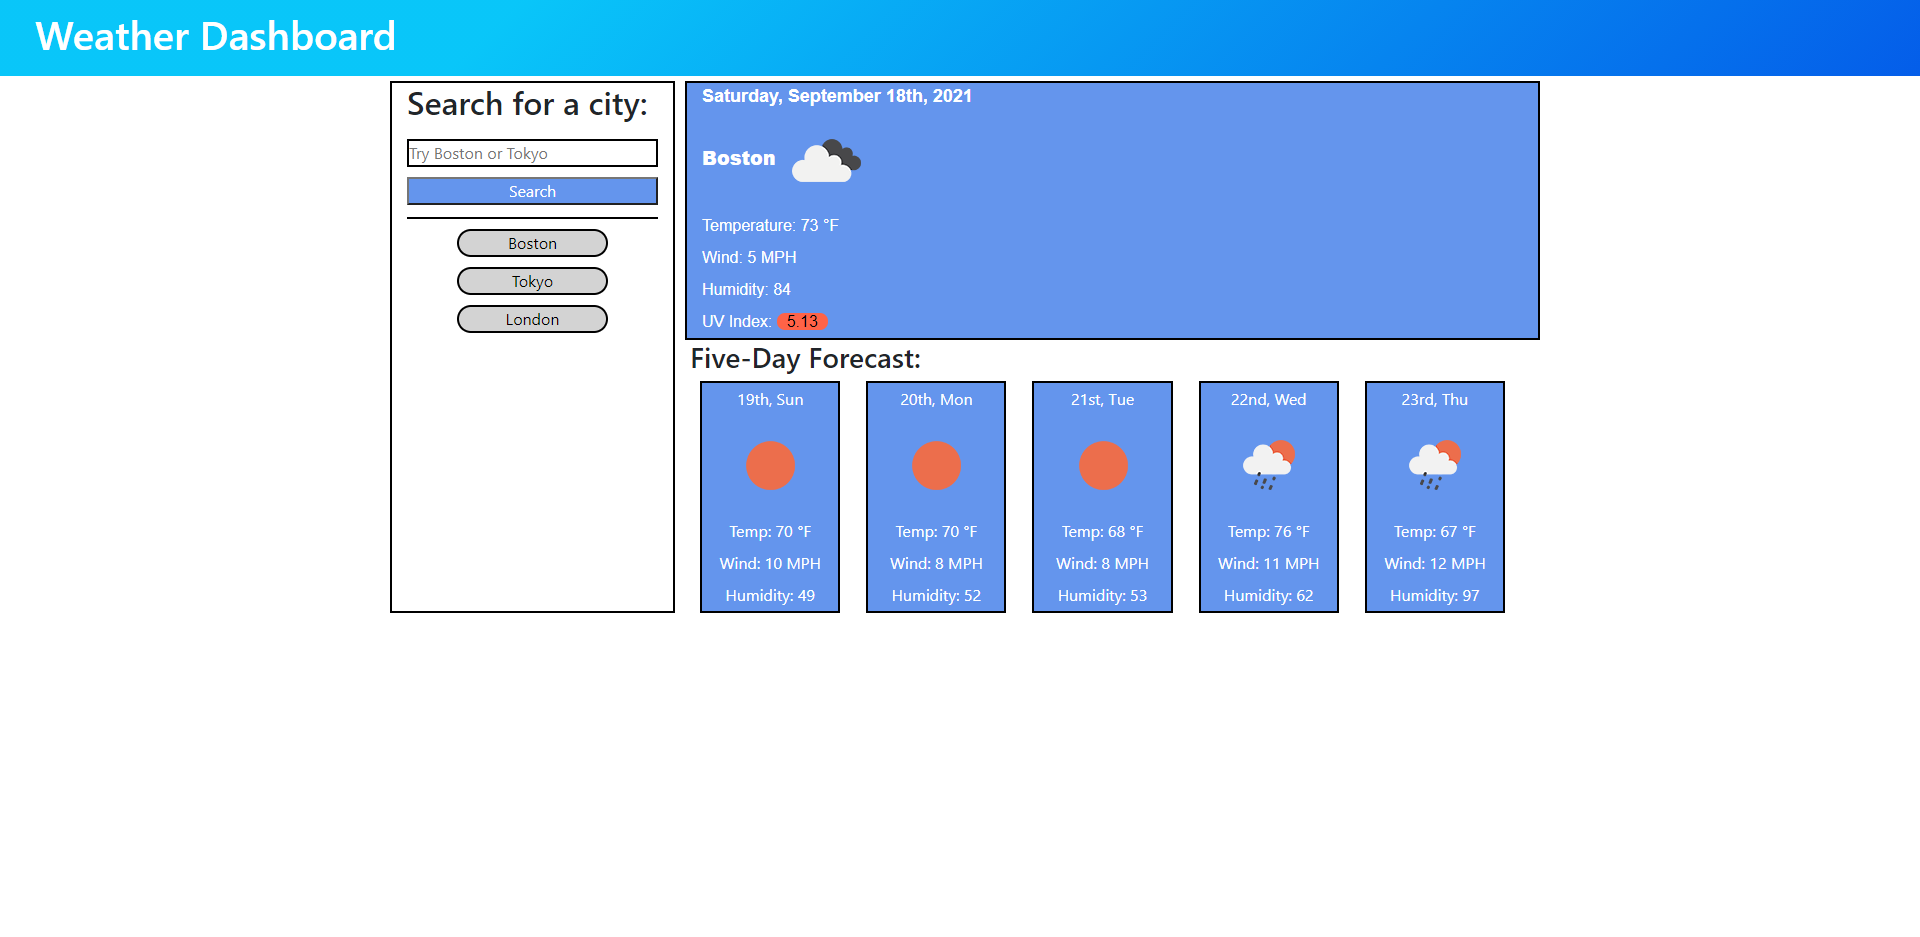 Weather Dashboard
Search for a city:
Try Boston or Tokyo
Search
Boston
Tokyo
London
Saturday, September 18th, 2021
Boston
Temperature: 73 °F
Wind: 5 MPH
Humidity: 84
UV Index: 5.13
Five-Day Forecast:
19th, Sun
Temp: 70 °F
Wind: 10 MPH
Humidity: 49
20th, Mon
Temp: 70 °F
Wind: 8 MPH
Humidity: 52
21st, Tue
Temp: 68 °F
Wind: 8 MPH
Humidity: 53
22nd, Wed
Temp: 76 °F
Wind: 11 MPH
Humidity: 62
23rd, Thu
Temp: 67 °F
Wind: 12 MPH
Humidity: 97